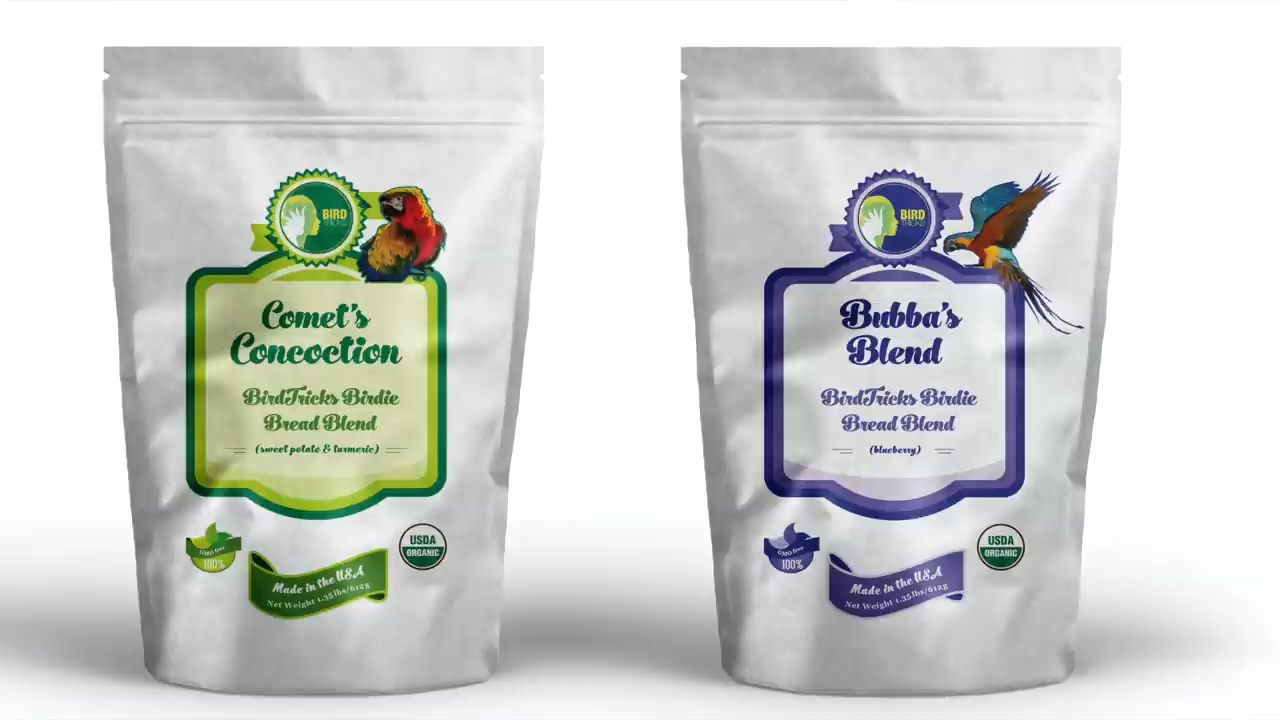 BIRD
TRICKS
Comet's
Concoction
BirdTricks Birdie
Bread Blend
(sweet potato & turmeric)
GMO free
100%
USDA
ORGANIC
Made in the USA
Net Weight 1.35lbs/612g
BIRD
TRICKS
Bubba's
Blend
BirdTricks Birdie
Bread Blend
(blueberry)
GMO free
100%
USDA
ORGANIC
Made in the USA
Net Weight 1.35lbs/612g